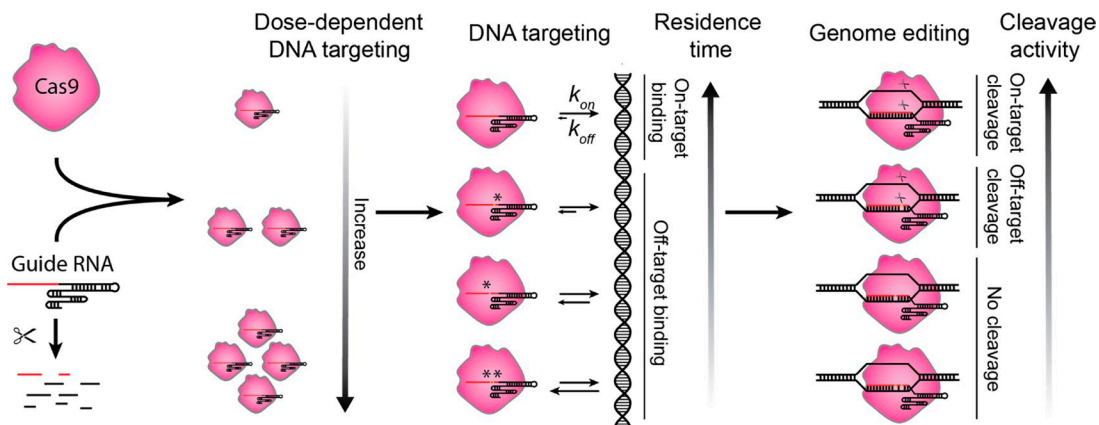 Dose-dependent
DNA targeting
DNA targeting
Residence
time
Genome editing
Cleavage
activity
Cas9
Guide RNA
Increase
*
*
**
k_on
k_off
On-target
binding
Off-target binding
On-target
cleavage
Off-target
cleavage
No cleavage